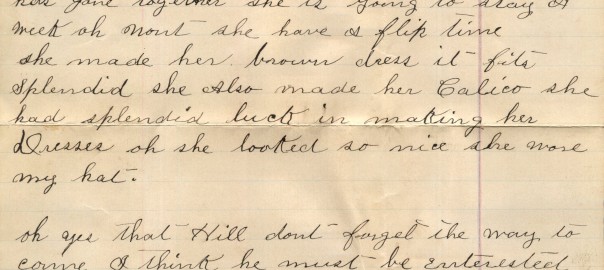 has gone together she is going to stay a
week oh wont she have a flip time
she made her brown dress it fits
splendid she also made her Calico she
had splendid luck in making her
Dresses oh she looked so nice she wore
my hat.
oh yes that Hill dont forget the way to
come I think he must be enterested